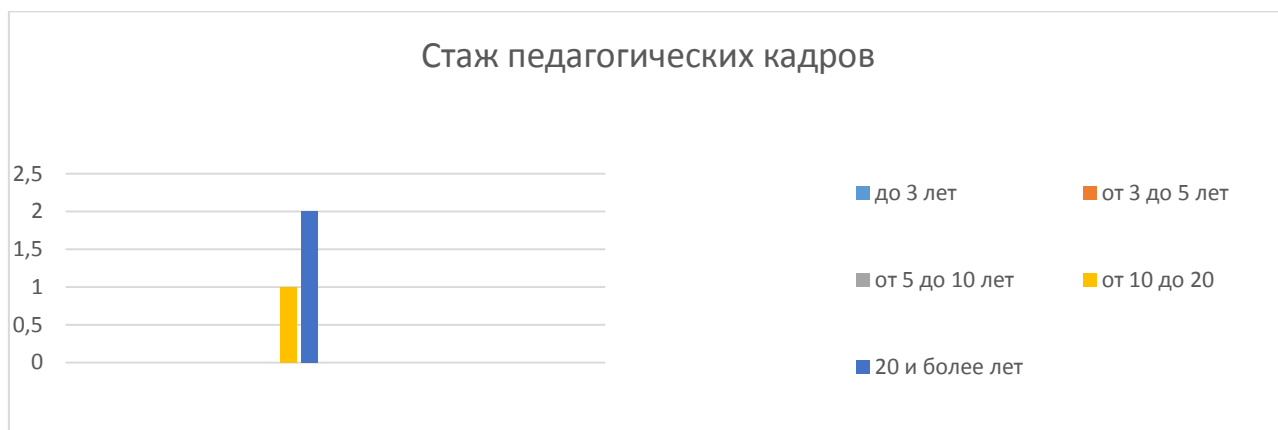 Стаж педагогических кадров
2,5
2
1,5
1
0,5
0
до 3 лет
от 3 до 5 лет
от 5 до 10 лет
от 10 до 20
20 и более лет